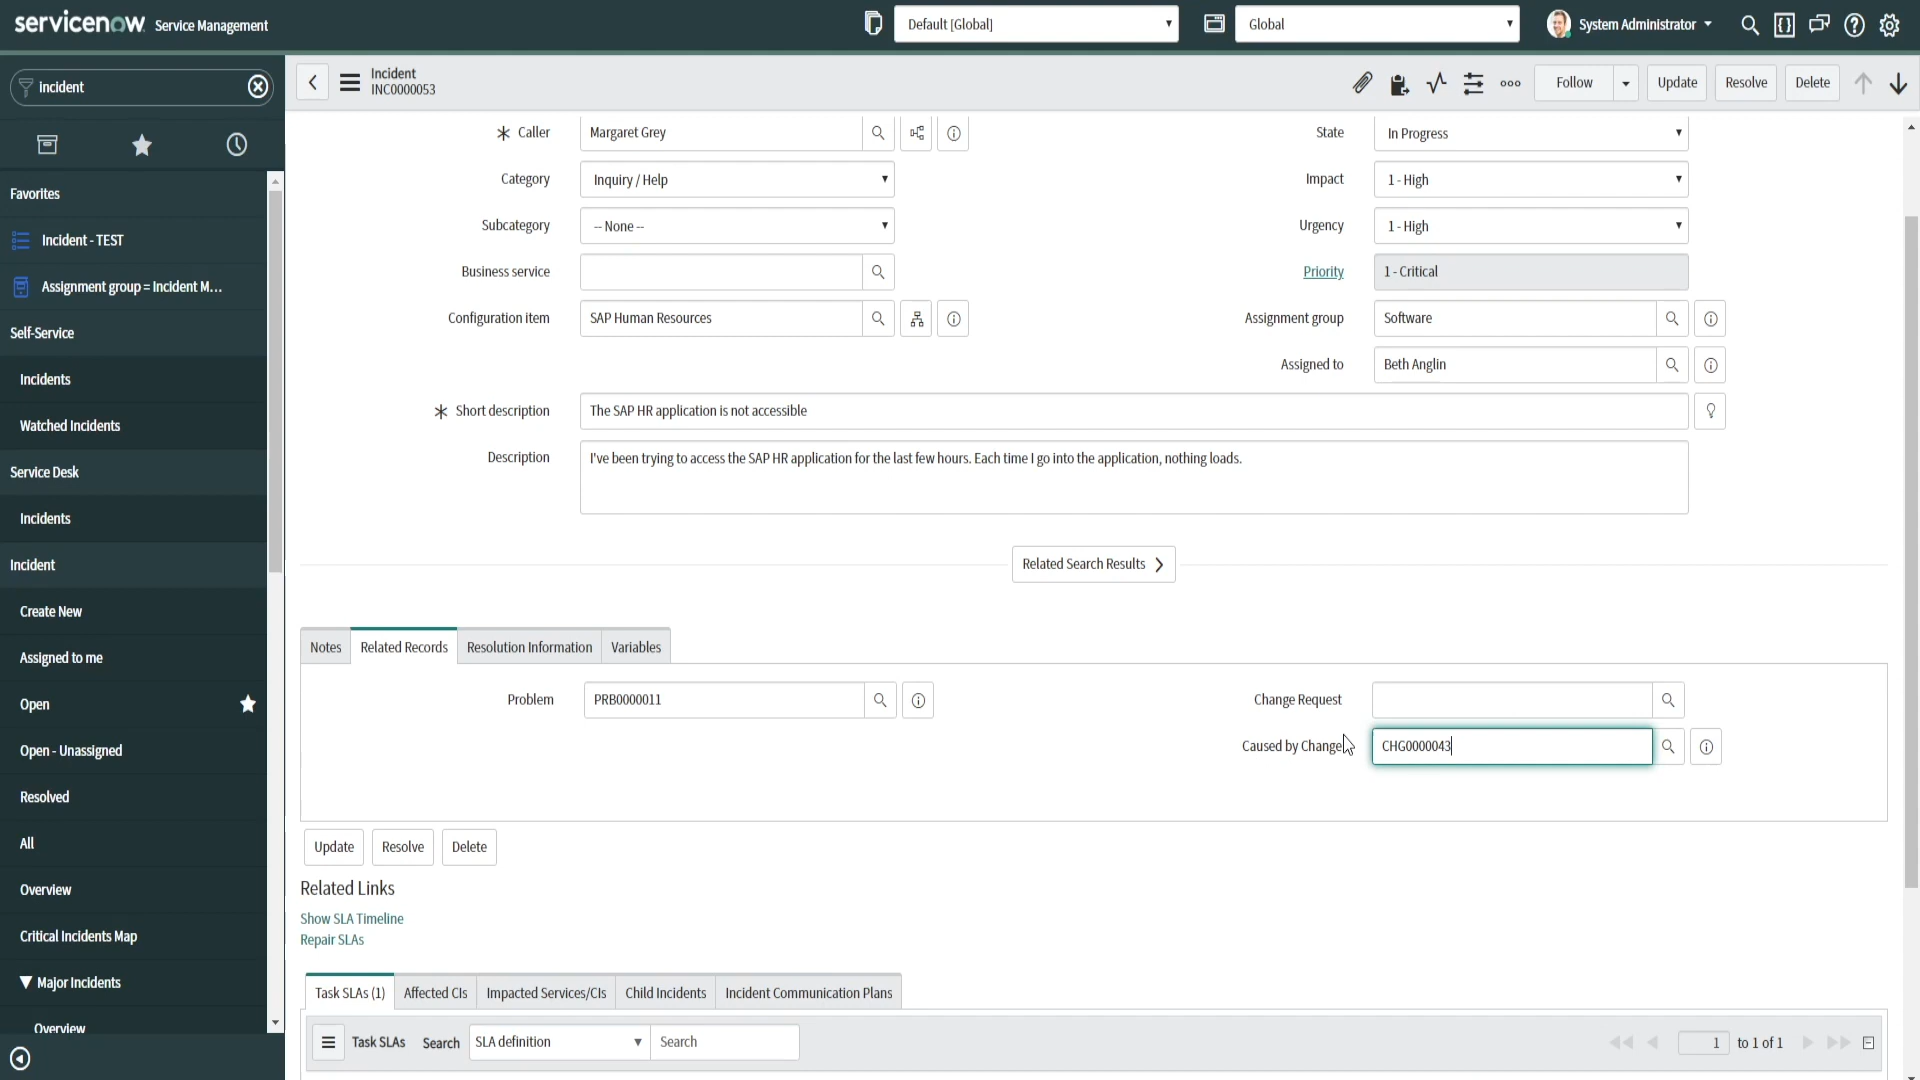 servicenow Service Management
Default [Global]
Global
System Administrator
incident
Favorites
Incident - TEST
Assignment group = Incident M...
Self-Service
Incidents
Watched Incidents
Service Desk
Incidents
Incident
Create New
Assigned to me
Open
Open - Unassigned
Resolved
All
Overview
Critical Incidents Map
Major Incidents
Overview
Incident
INC0000053
Follow
Update
Resolve
Delete
Caller
Margaret Grey
State
In Progress
Category
Inquiry / Help
Impact
1 - High
Subcategory
-- None --
Urgency
1 - High
Business service
Priority
1 - Critical
Configuration item
SAP Human Resources
Assignment group
Software
Assigned to
Beth Anglin
Short description
The SAP HR application is not accessible
Description
I've been trying to access the SAP HR application for the last few hours. Each time I go into the application, nothing loads.
Related Search Results
Notes
Related Records
Resolution Information
Variables
Problem
PRB0000011
Change Request
Caused by Change
CHG0000043
Update
Resolve
Delete
Related Links
Show SLA Timeline
Repair SLAs
Task SLAs (1)
Affected CIs
Impacted Services/CIs
Child Incidents
Incident Communication Plans
Task SLAs
Search
SLA definition
Search
1 to 1 of 1